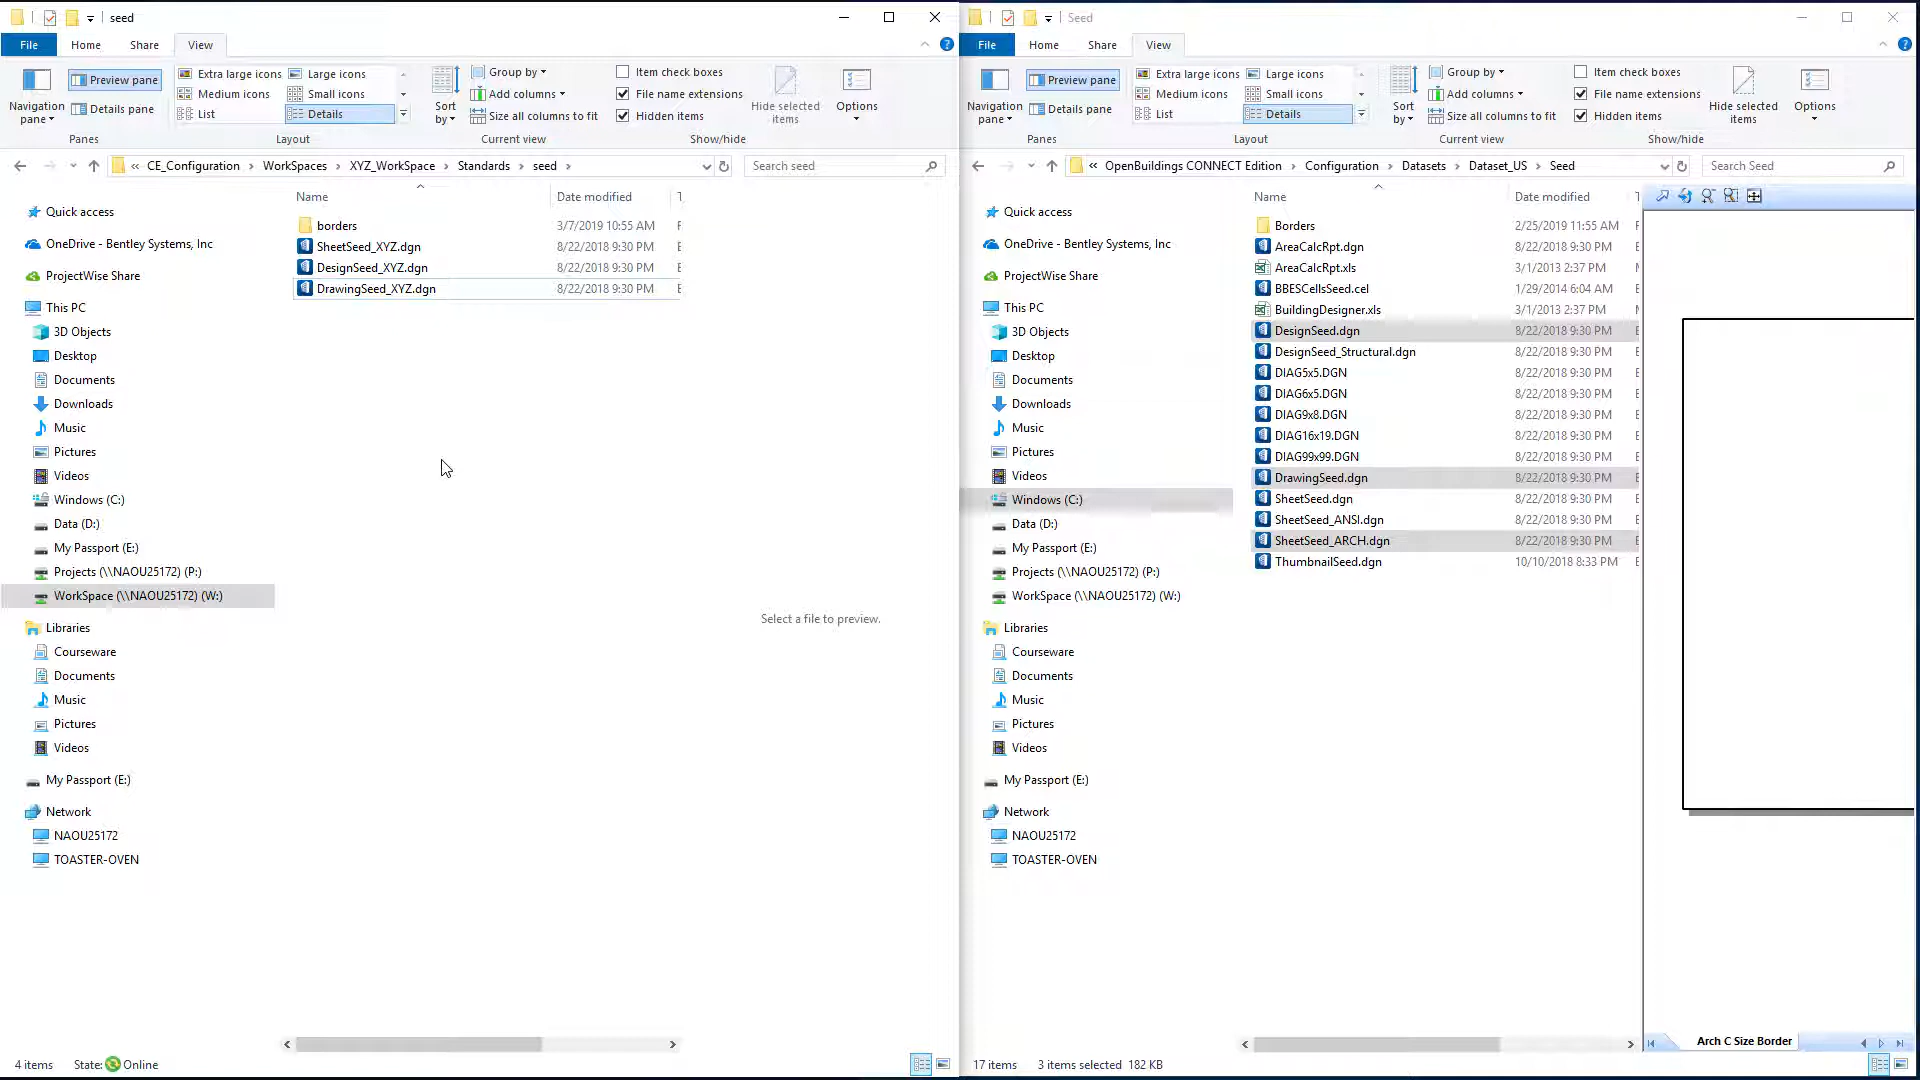 seed
File Home Share View
Preview pane
Extra large icons Large icons
Group by
Item check boxes
Medium icons Small icons
Add columns
File name extensions
Navigation pane
Details pane
List Details
Sort by
Size all columns to fit
Hidden items
Hide selected items
Options
Panes Layout Current view Show/hide
« CE_Configuration > WorkSpaces > XYZ_WorkSpace > Standards > seed >
Search seed
Name Date modified T
Quick access
OneDrive - Bentley Systems, Inc
ProjectWise Share
This PC
3D Objects
Desktop
Documents
Downloads
Music
Pictures
Videos
Windows (C:)
Data (D:)
My Passport (E:)
Projects (\\NAOU25172) (P:)
WorkSpace (\\NAOU25172) (W:)
Libraries
Courseware
Documents
Music
Pictures
Videos
My Passport (E:)
Network
NAOU25172
TOASTER-OVEN
borders 3/7/2019 10:55 AM F
SheetSeed_XYZ.dgn 8/22/2018 9:30 PM E
DesignSeed_XYZ.dgn 8/22/2018 9:30 PM E
DrawingSeed_XYZ.dgn 8/22/2018 9:30 PM E
Select a file to preview.
4 items State: Online
Seed
File Home Share View
Preview pane
Extra large icons Large icons
Group by
Item check boxes
Medium icons Small icons
Add columns
File name extensions
Navigation pane
Details pane
List Details
Sort by
Size all columns to fit
Hidden items
Hide selected items
Options
Panes Layout Current view Show/hide
« OpenBuildings CONNECT Edition > Configuration > Datasets > Dataset_US > Seed
Search Seed
Name Date modified T
Quick access
OneDrive - Bentley Systems, Inc
ProjectWise Share
This PC
3D Objects
Desktop
Documents
Downloads
Music
Pictures
Videos
Windows (C:)
Data (D:)
My Passport (E:)
Projects (\\NAOU25172) (P:)
WorkSpace (\\NAOU25172) (W:)
Libraries
Courseware
Documents
Music
Pictures
Videos
My Passport (E:)
Network
NAOU25172
TOASTER-OVEN
Borders 2/25/2019 11:55 AM F
AreaCalcRpt.dgn 8/22/2018 9:30 PM E
AreaCalcRpt.xls 3/1/2013 2:37 PM M
BBESCellsSeed.cel 1/29/2014 6:04 AM E
BuildingDesigner.xls 3/1/2013 2:37 PM M
DesignSeed.dgn 8/22/2018 9:30 PM E
DesignSeed_Structural.dgn 8/22/2018 9:30 PM E
DIAG5x5.DGN 8/22/2018 9:30 PM E
DIAG6x5.DGN 8/22/2018 9:30 PM E
DIAG9x8.DGN 8/22/2018 9:30 PM E
DIAG16x19.DGN 8/22/2018 9:30 PM E
DIAG99x99.DGN 8/22/2018 9:30 PM E
DrawingSeed.dgn 8/22/2018 9:30 PM E
SheetSeed.dgn 8/22/2018 9:30 PM E
SheetSeed_ANSI.dgn 8/22/2018 9:30 PM E
SheetSeed_ARCH.dgn 8/22/2018 9:30 PM E
ThumbnailSeed.dgn 10/10/2018 8:33 PM E
Arch C Size Border
17 items 3 items selected 182 KB